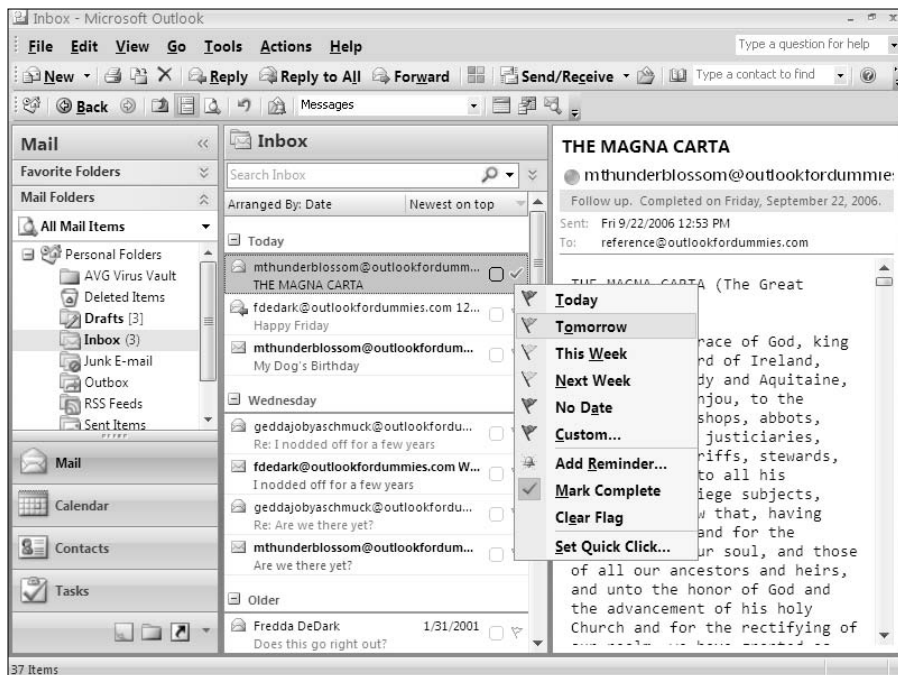 Inbox - Microsoft Outlook
File Edit View Go Tools Actions Help
Type a question for help
New Reply Reply to All Forward Send/Receive Type a contact to find
Back Messages
Mail
Favorite Folders
Mail Folders
All Mail Items
Personal Folders
AVG Virus Vault
Deleted Items
Drafts [3]
Inbox (3)
Junk E-mail
Outbox
RSS Feeds
Sent Items
Mail
Calendar
Contacts
Tasks
37 Items
Inbox
Search Inbox
Arranged By: Date Newest on top
Today
mthunderblossom@outlookfordumm...
THE MAGNA CARTA
fdedark@outlookfordummies.com 12...
Happy Friday
mthunderblossom@outlookfordum...
My Dog's Birthday
Wednesday
geddajobyaschmuck@outlookfordum...
Re: I nodded off for a few years
fdedark@outlookfordummies.com W...
I nodded off for a few years
geddajobyaschmuck@outlookfordum...
Re: Are we there yet?
mthunderblossom@outlookfordum...
Are we there yet?
Older
Fredda DeDark 1/31/2001
Does this go right out?
Today
Tomorrow
This Week
Next Week
No Date
Custom...
Add Reminder...
Mark Complete
Clear Flag
Set Quick Click...
THE MAGNA CARTA
mthunderblossom@outlookfordummies
Follow up. Completed on Friday, September 22, 2006.
Sent: Fri 9/22/2006 12:53 PM
To: reference@outlookfordummies.com
THE MAGNA CARTA (The Great
race of God, king
rd of Ireland,
dy and Aquitaine,
njou, to the
shops, abbots,
justiciaries,
riffs, stewards,
to all his
iege subjects,
w that, having
and for the
ur soul, and those
of all our ancestors and heirs,
and unto the honor of God and
the advancement of his holy
Church and for the rectifying of